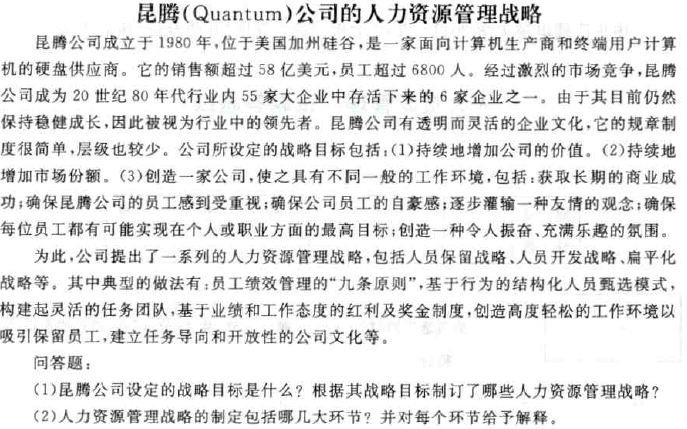 昆腾(Quantum)公司的人力资源管理战略
昆腾公司成立于1980年,位于美国加州硅谷,是一家面向计算机生产商和终端用户计算
机的硬盘供应商。它的销售额超过58亿美元,员工超过6800人。经过激烈的市场竞争,昆腾
公司成为20世纪80年代行业内55家大企业中存活下来的6家企业之一。由于其目前仍然
保持稳健成长,因此被视为行业中的领先者。昆腾公司有透明而灵活的企业文化,它的规章制
度很简单,层级也较少。公司所设定的战略目标包括:(1)持续地增加公司的价值。(2)持续地
增加市场份额。(3)创造一家公司,使之具有不同一般的工作环境,包括:获取长期的商业成
功;确保昆腾公司的员工感到受重视;确保公司员工的自豪感;逐步灌输一种友情的观念;确保
每位员工都有可能实现在个人或职业方面的最高目标;创造一种令人振奋、充满乐趣的氛围。
为此,公司提出了一系列的人力资源管理战略,包括人员保留战略、人员开发战略、扁平化
战略等。其中典型的做法有:员工绩效管理的“九条原则”,基于行为的结构化人员甄选模式,
构建起灵活的任务团队,基于业绩和工作态度的红利及奖金制度,创造高度轻松的工作环境以
吸引保留员工,建立任务导向和开放性的公司文化等。
问答题:
(1)昆腾公司设定的战略目标是什么?根据其战略目标制订了哪些人力资源管理战略?
(2)人力资源管理战略的制定包括哪几大环节?并对每个环节给予解释。